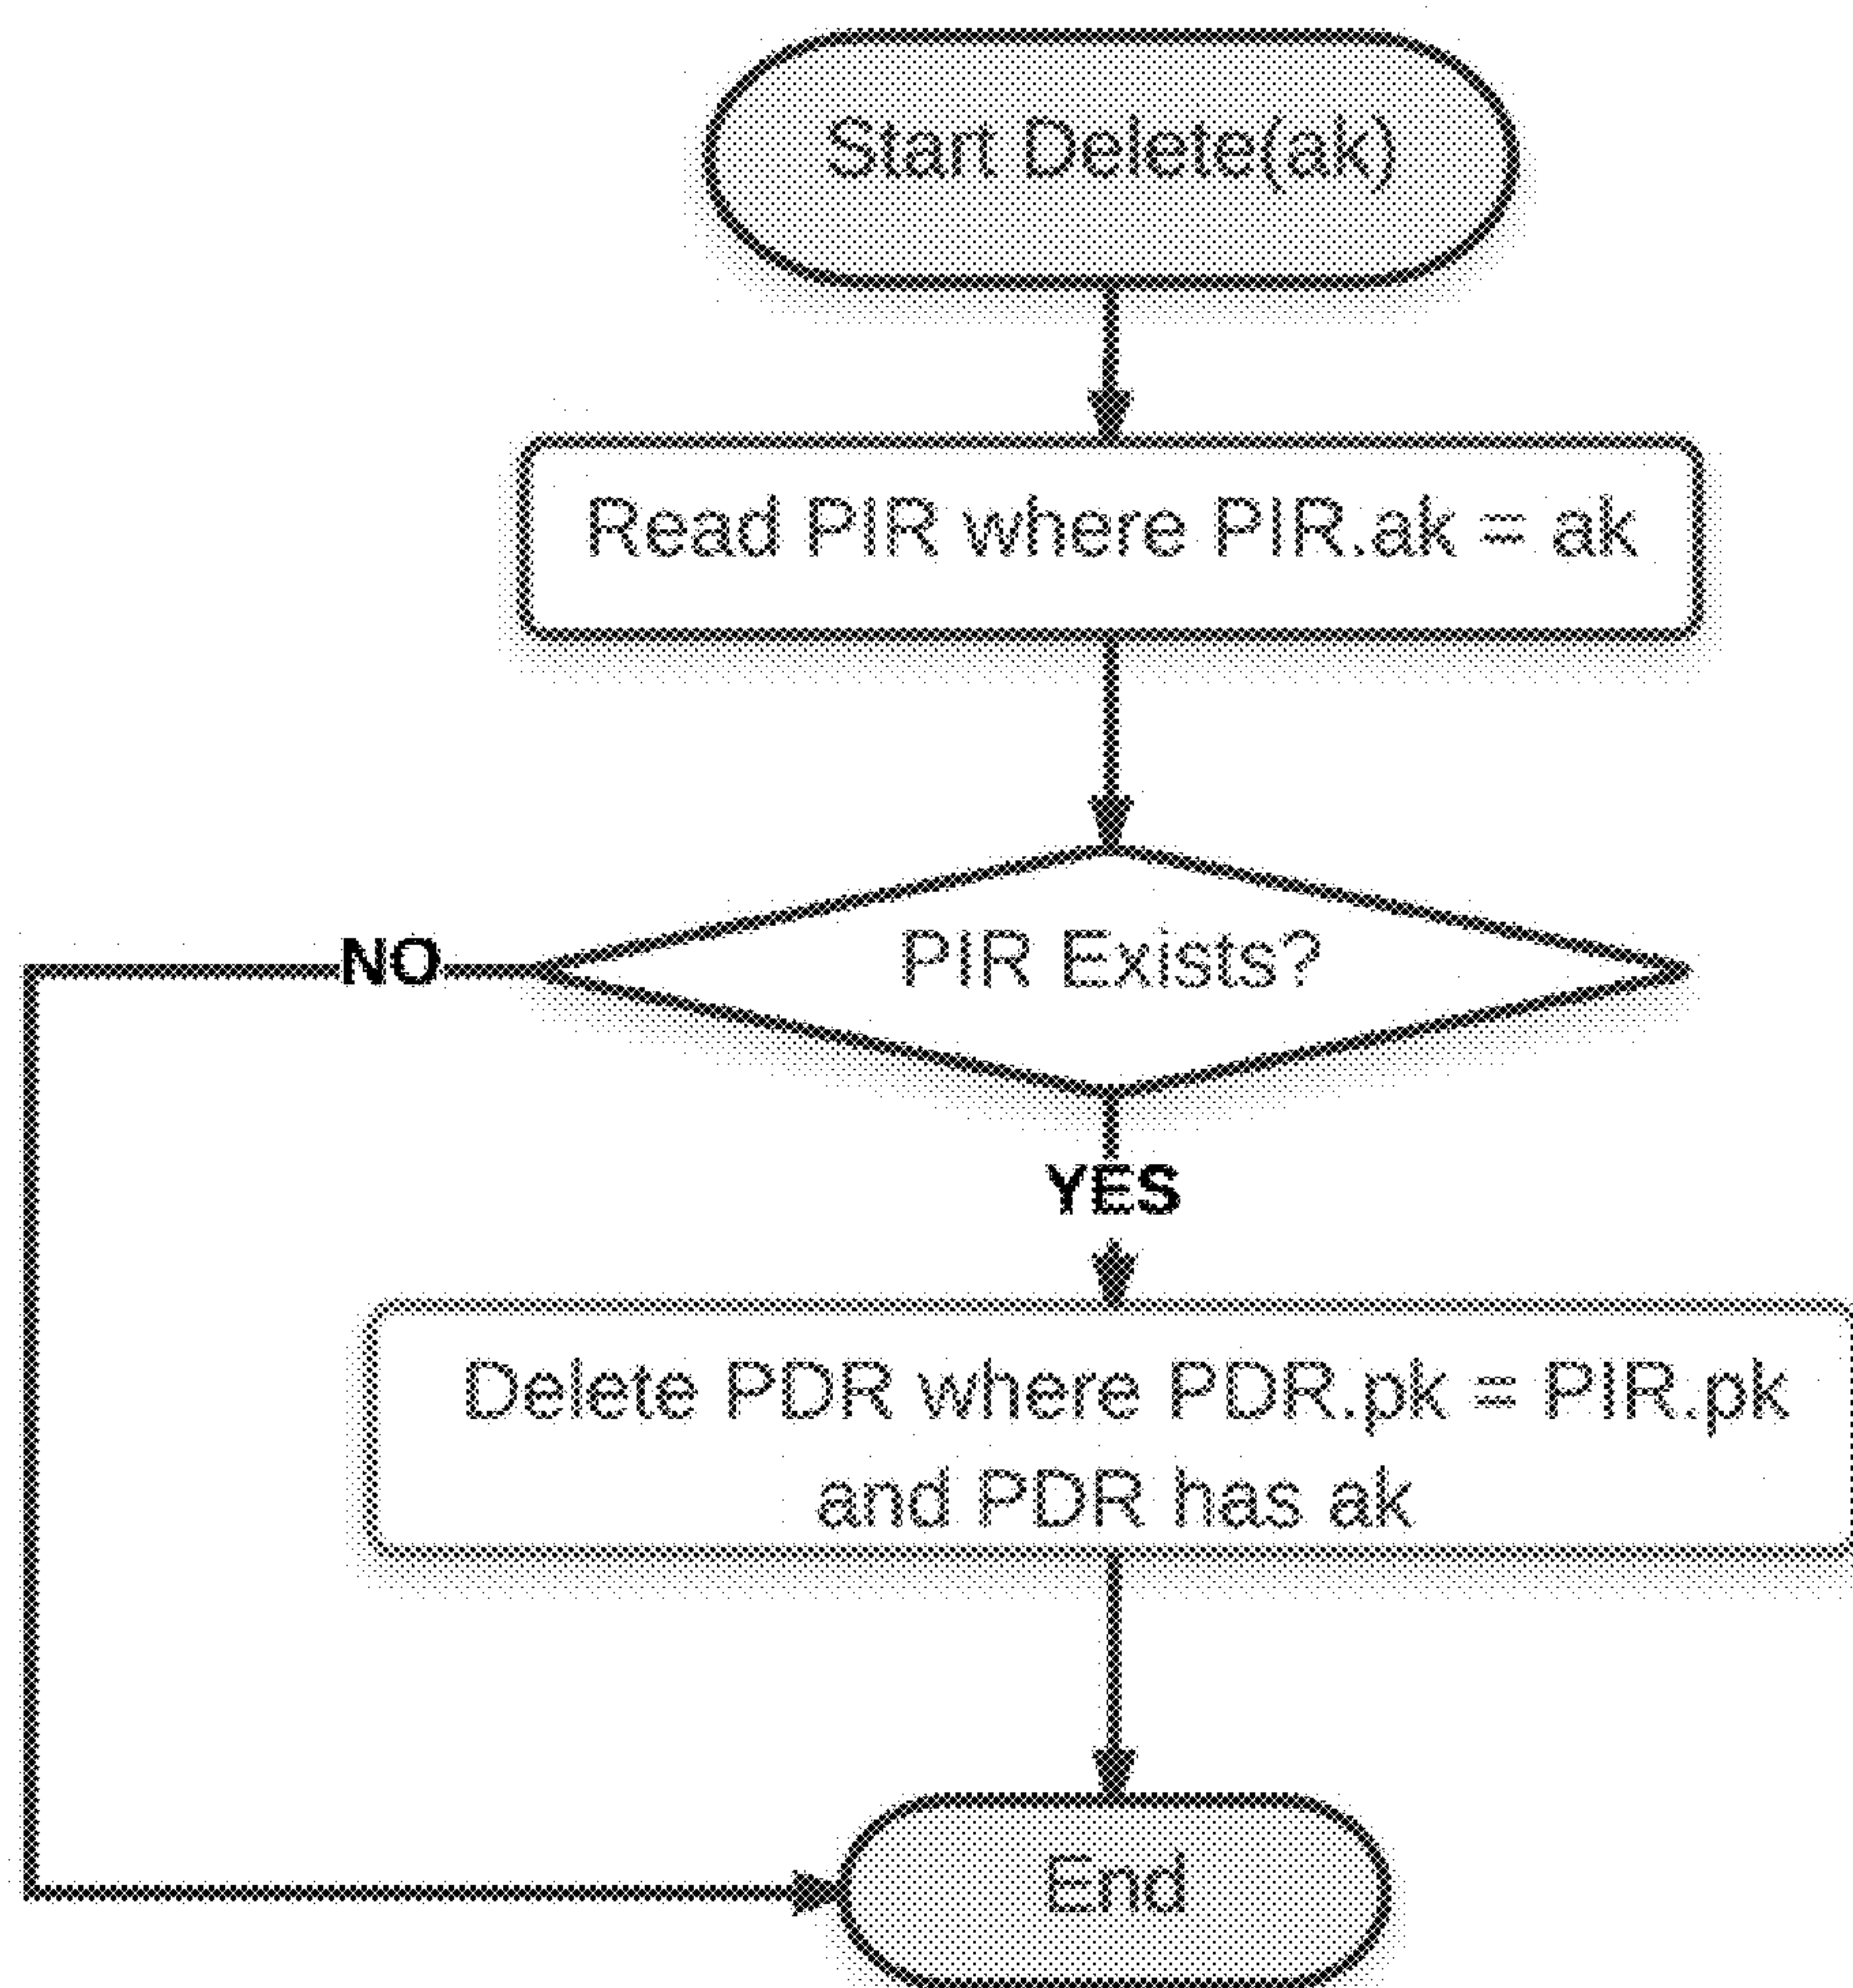 Start Delete(ak)
Read PIR where PIR.ak = ak
PIR Exists?
NO
YES
Delete PDR where PDR.pk = PIR.pk
and PDR has ak
End